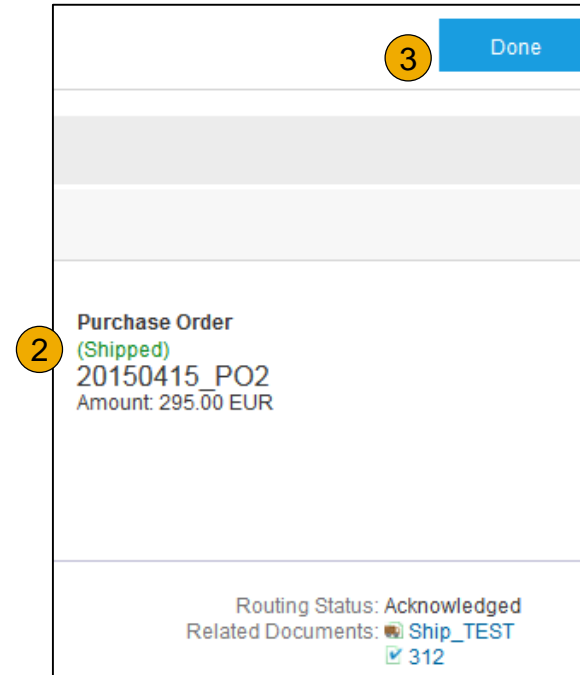 3
Done
Purchase Order
2
(Shipped)
20150415_PO2
Amount: 295.00 EUR
Routing Status: Acknowledged
Related Documents: Ship_TEST
312